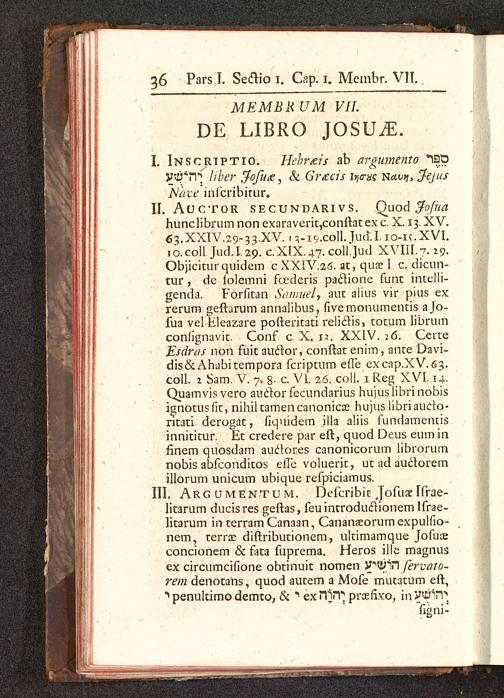 36 Pars I. Sectio 1. Cap. 1. Membr. VII.
MEMBRUM VII.
DE LIBRO JOSUÆ.
I. INSCRIPTIO. Hebræis ab argumento סֵפֶר
יְהוֹשֻׁעַ liber Josuæ, & Græcis Ιησους Ναυη, Jesus
Nave inscribitur.
II. AUCTOR SECUNDARIVS. Quod Josua
hunc librum non exaraverit, constat ex c. X. 13. XV.
63. XXIV. 29-33. XV. 13-19. coll. Jud. I. 10-15. XVI.
10. coll. Jud. I. 29. c. XIX. 47. coll. Jud XVIII. 7. 29.
Objicitur quidem c XXIV. 26. at, quæ l c. dicun-
tur, de solemni fœderis pactione sunt intelli-
genda. Forsitan Samuel, aut alius vir pius ex
rerum gestarum annalibus, sive monumentis a Jo-
sua vel Eleazare posteritati relictis, totum librum
consignavit. Conf c X. 13. XXIV. 26. Certe
Esdras non fuit auctor, constat enim, ante Davi-
dis & Ahabi tempora scriptum esse ex cap. XV. 63.
coll. 2 Sam. V. 7. 8. c. VI. 26. coll. 1 Reg XVI. 14.
Quamvis vero auctor secundarius hujus libri nobis
ignotus sit, nihil tamen canonicæ hujus libri aucto-
ritati derogat, siquidem illa aliis fundamentis
innititur. Et credere par est, quod Deus eum in
finem quosdam auctores canonicorum librorum
nobis absconditos esse voluerit, ut ad auctorem
illorum unicum ubique respiciamus.
III. ARGUMENTUM. Describit Josuæ Israe-
litarum ducis res gestas, seu introductionem Israe-
litarum in terram Canaan, Cananæorum expulsio-
nem, terræ distributionem, ultimamque Josuæ
concionem & fata suprema. Heros ille magnus
ex circumcisione obtinuit nomen הוֹשֵׁיעַ servato-
rem denotans, quod autem a Mose mutatum est,
י penultimo demto, & י ex יְהוָֹה præfixo, in יְהוֹשֻׁעַ
signi-